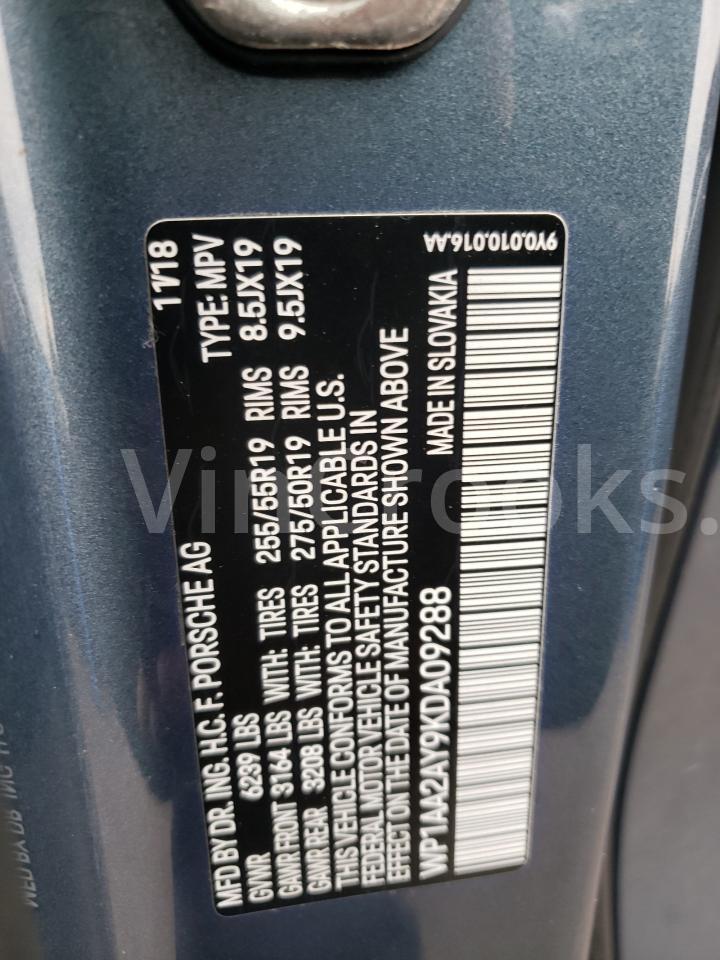 11/18
MFD BY DR. ING. H.C. F. PORSCHE AG TYPE: MPV
GVWR 6239 LBS
GAWR FRONT 3164 LBS WITH: TIRES 255/55R19 RIMS 8.5JX19
GAWR REAR 3208 LBS WITH: TIRES 275/50R19 RIMS 9.5JX19
THIS VEHICLE CONFORMS TO ALL APPLICABLE U.S.
FEDERAL MOTOR VEHICLE SAFETY STANDARDS IN
EFFECT ON THE DATE OF MANUFACTURE SHOWN ABOVE
WP1AA2AY9KDA09288 MADE IN SLOVAKIA
9Y0.010.016.AA
VinCrooks.